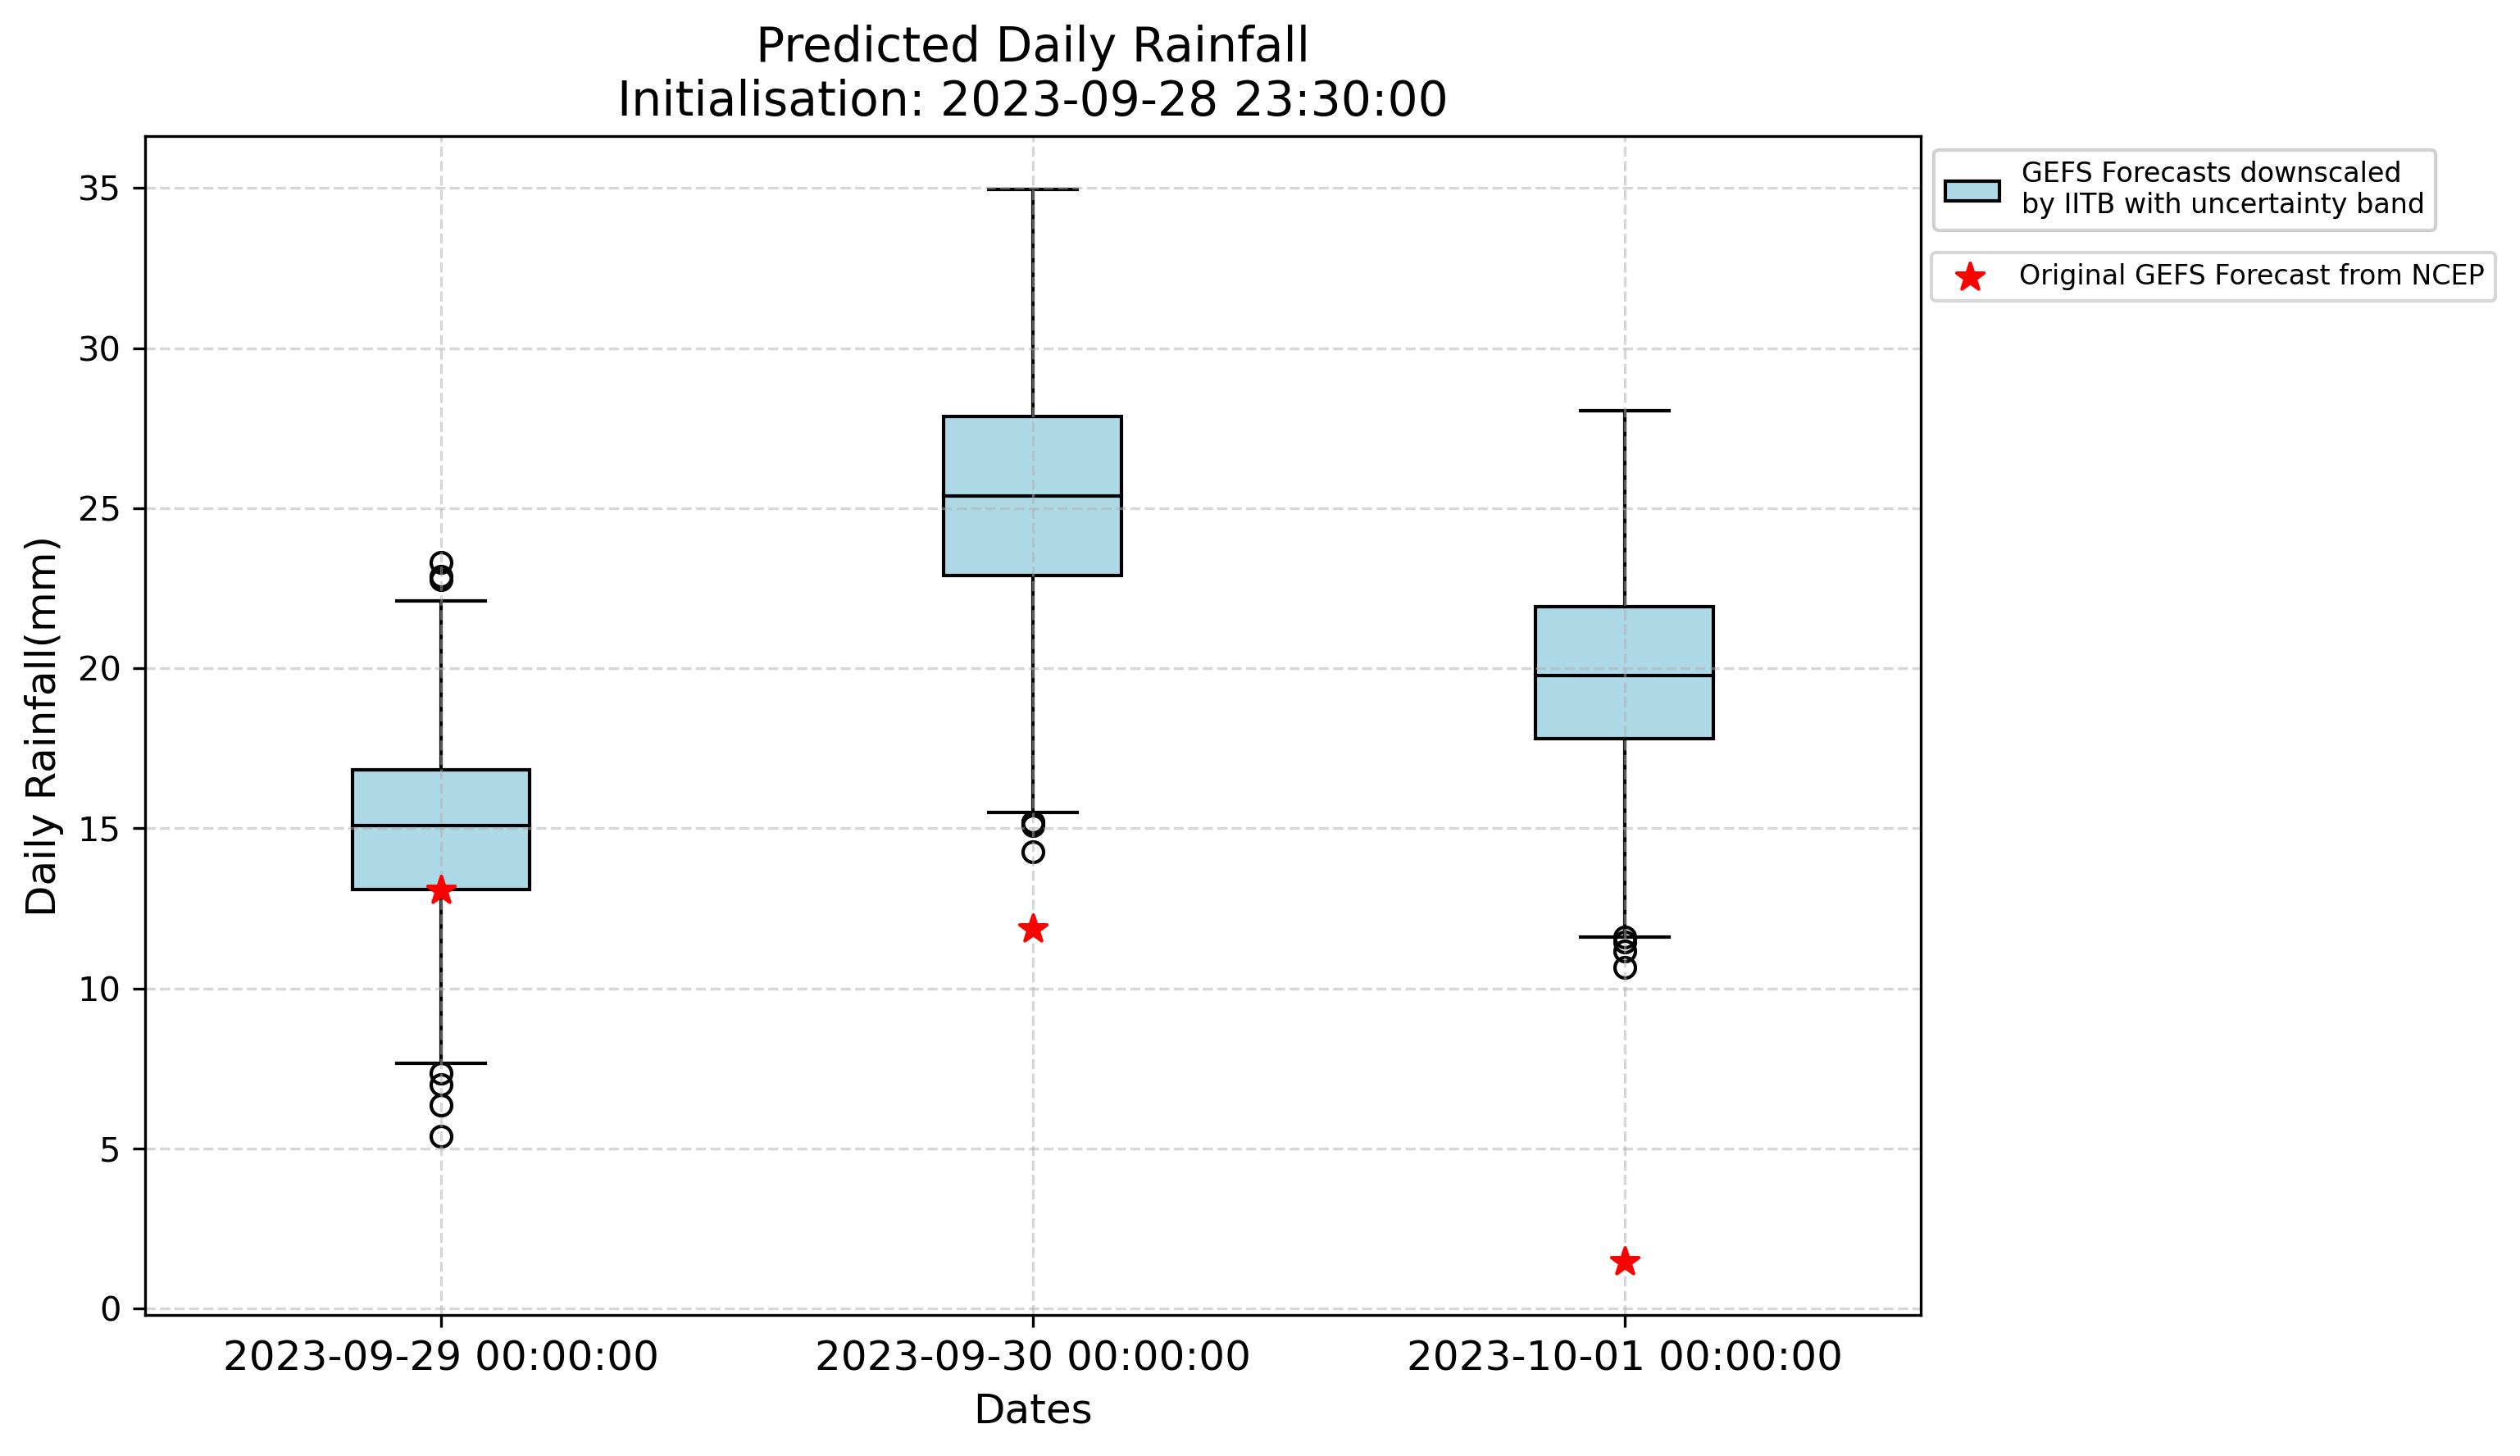 Predicted Daily Rainfall
Initialisation: 2023-09-28 23:30:00
GEFS Forecasts downscaled
by IITB with uncertainty band
Original GEFS Forecast from NCEP
Daily Rainfall(mm)
35
30
25
20
15
10
5
0
2023-09-29 00:00:00
2023-09-30 00:00:00
2023-10-01 00:00:00
Dates